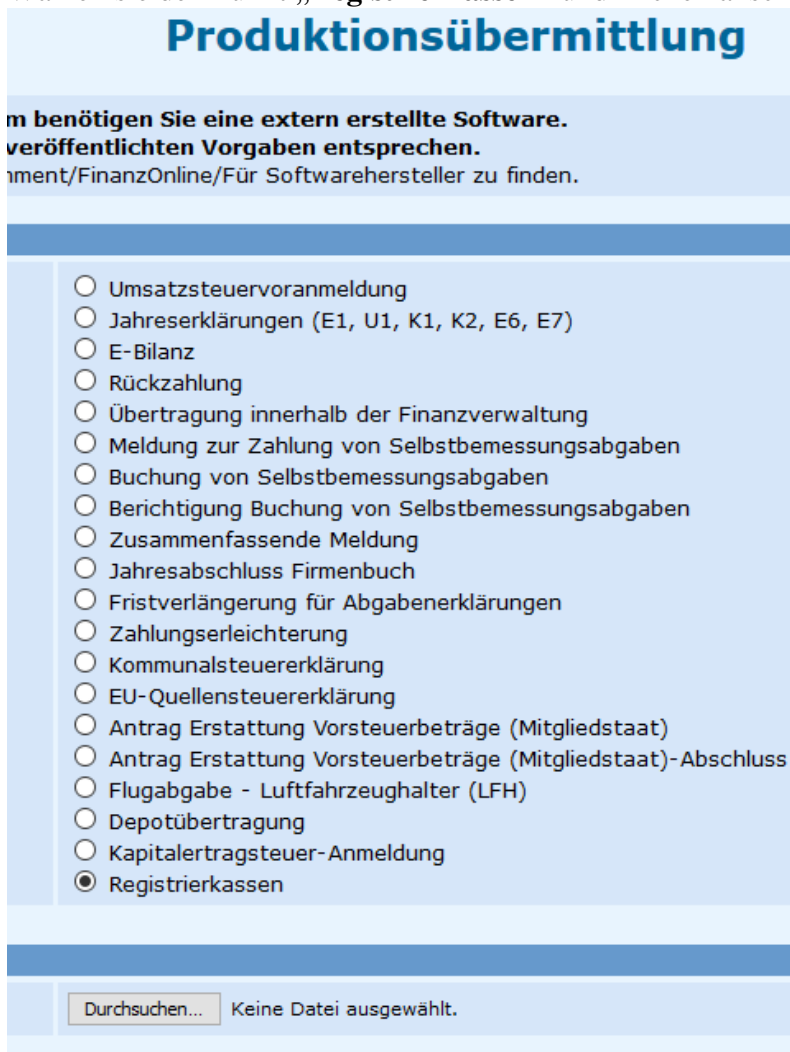 Produktionsübermittlung
m benötigen Sie eine extern erstellte Software.
veröffentlichten Vorgaben entsprechen.
nment/FinanzOnline/Für Softwarehersteller zu finden.
Umsatzsteuervoranmeldung
Jahreserklärungen (E1, U1, K1, K2, E6, E7)
E-Bilanz
Rückzahlung
Übertragung innerhalb der Finanzverwaltung
Meldung zur Zahlung von Selbstbemessungsabgaben
Buchung von Selbstbemessungsabgaben
Berichtigung Buchung von Selbstbemessungsabgaben
Zusammenfassende Meldung
Jahresabschluss Firmenbuch
Fristverlängerung für Abgabenerklärungen
Zahlungserleichterung
Kommunalsteuererklärung
EU-Quellensteuererklärung
Antrag Erstattung Vorsteuerbeträge (Mitgliedstaat)
Antrag Erstattung Vorsteuerbeträge (Mitgliedstaat)-Abschluss
Flugabgabe - Luftfahrzeughalter (LFH)
Depotübertragung
Kapitalertragsteuer-Anmeldung
Registrierkassen
Durchsuchen... Keine Datei ausgewählt.